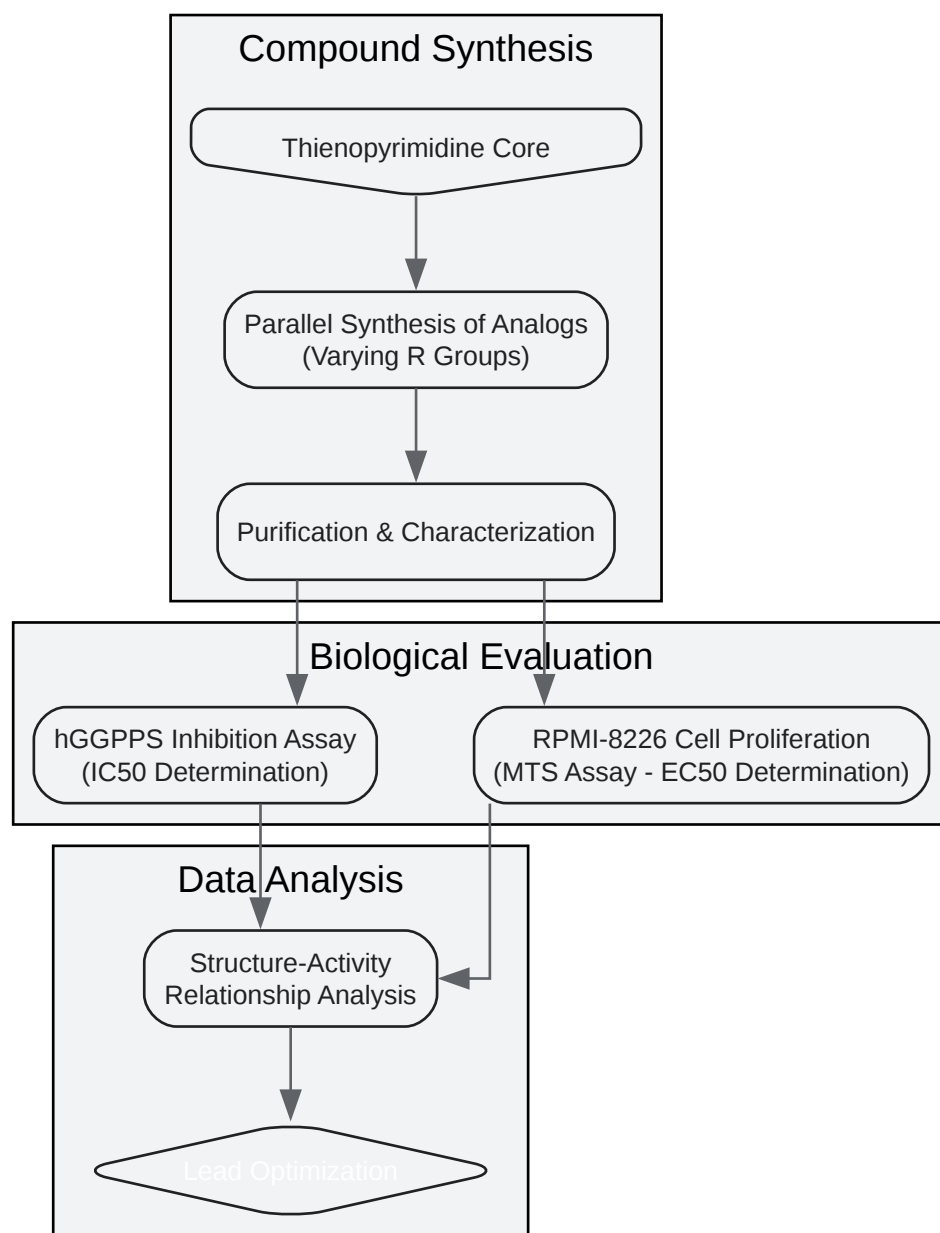 Compound Synthesis
Thienopyrimidine Core
Parallel Synthesis of Analogs
(Varying R Groups)
Purification & Characterization
Biological Evaluation
hGGPPS Inhibition Assay
(IC50 Determination)
RPMI-8226 Cell Proliferation
(MTS Assay - EC50 Determination)
Data Analysis
Structure-Activity
Relationship Analysis
Lead Optimization